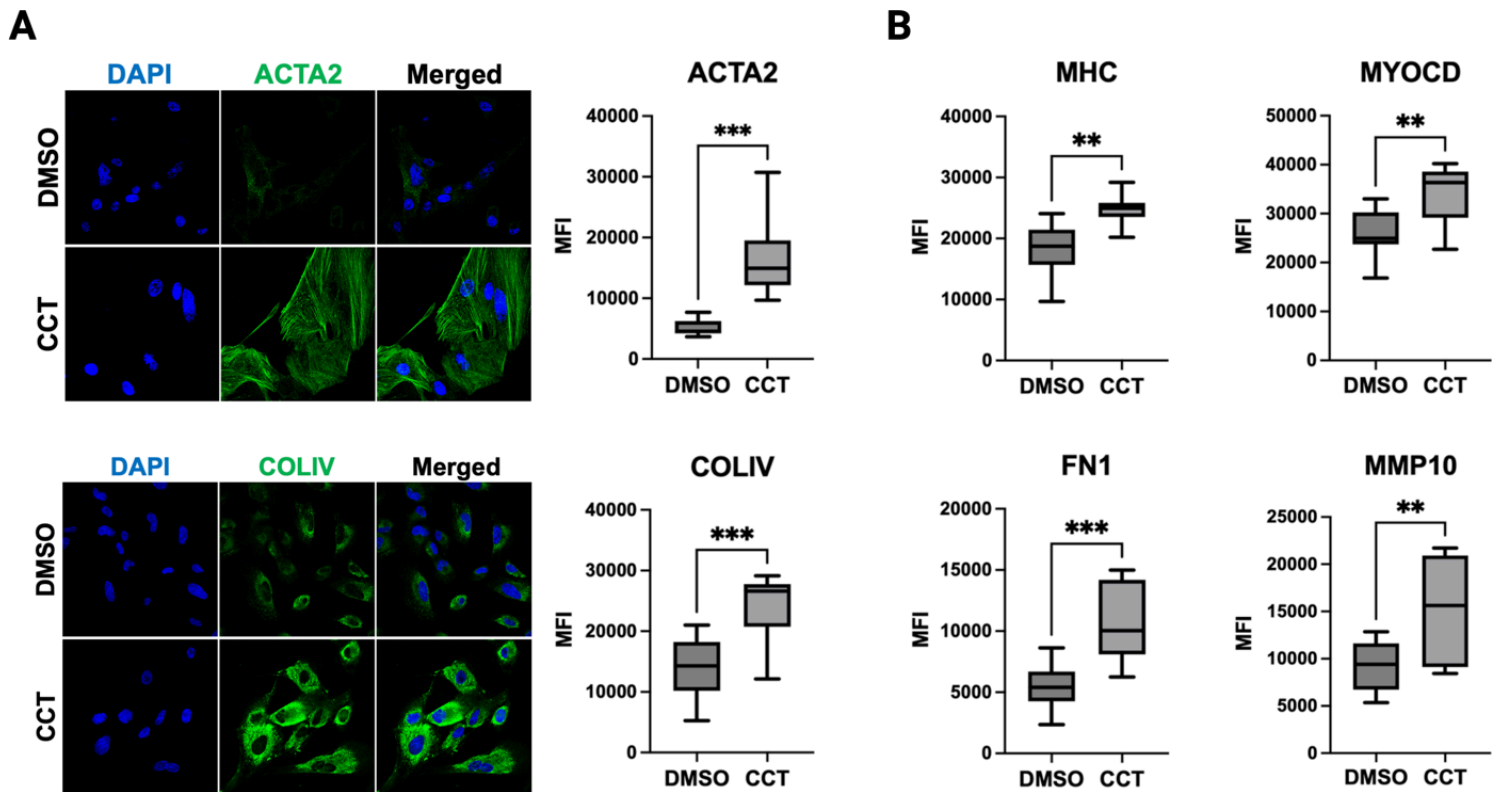 A
B
DAPI ACTA2 Merged
DMSO
CCT
ACTA2
40000
30000
20000
10000
0
MFI
***
DMSO CCT
MHC
40000
30000
20000
10000
0
MFI
**
DMSO CCT
MYOCD
50000
40000
30000
20000
10000
0
MFI
**
DMSO CCT
DAPI COLIV Merged
DMSO
CCT
COLIV
40000
30000
20000
10000
0
MFI
***
DMSO CCT
FN1
20000
15000
10000
5000
0
MFI
***
DMSO CCT
MMP10
25000
20000
15000
10000
5000
0
MFI
**
DMSO CCT